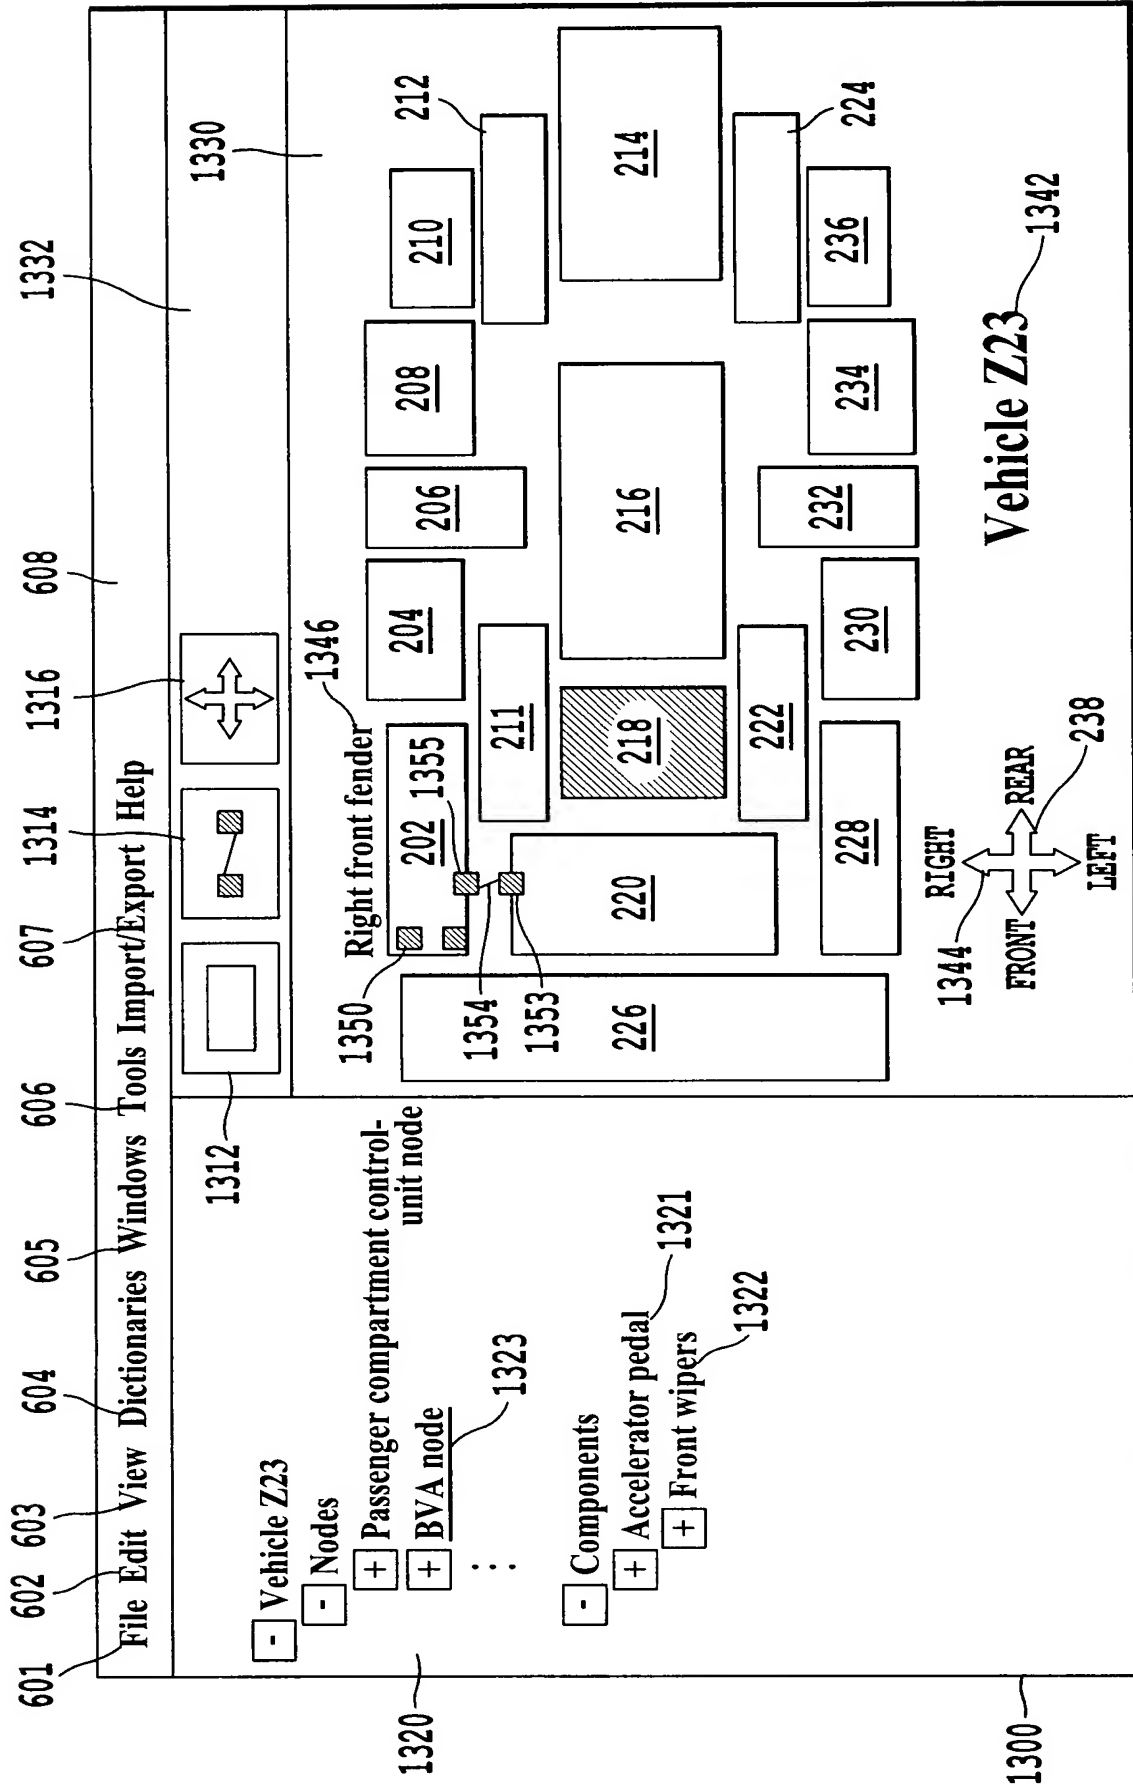 601 602 603 604 605 606 607 608
File Edit View Dictionaries Windows Tools Import/Export Help
1312 1314 1316 1332
1330
- Vehicle Z23
- Nodes
+ Passenger compartment control-
unit node
+ BVA node
1323
- Components
+ Accelerator pedal
1321
+ Front wipers
1322
1320
1300
Right front fender
1346
1350
202
1355
1354
1353
204
206
208
210
212
211
226
220
218
216
214
222
224
228
230
232
234
236
1344
RIGHT
FRONT
REAR
LEFT
238
Vehicle Z23
1342